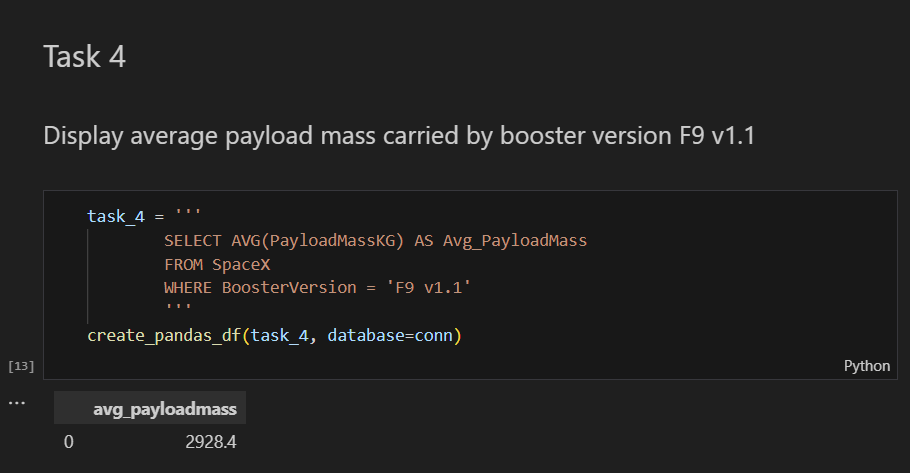 Task 4
Display average payload mass carried by booster version F9 v1.1
task_4 = '''
SELECT AVG(PayloadMassKG) AS Avg_PayloadMass
FROM SpaceX
WHERE BoosterVersion = 'F9 v1.1'
'''
create_pandas_df(task_4, database=conn)
[13]
Python
...
avg_payloadmass
0 2928.4